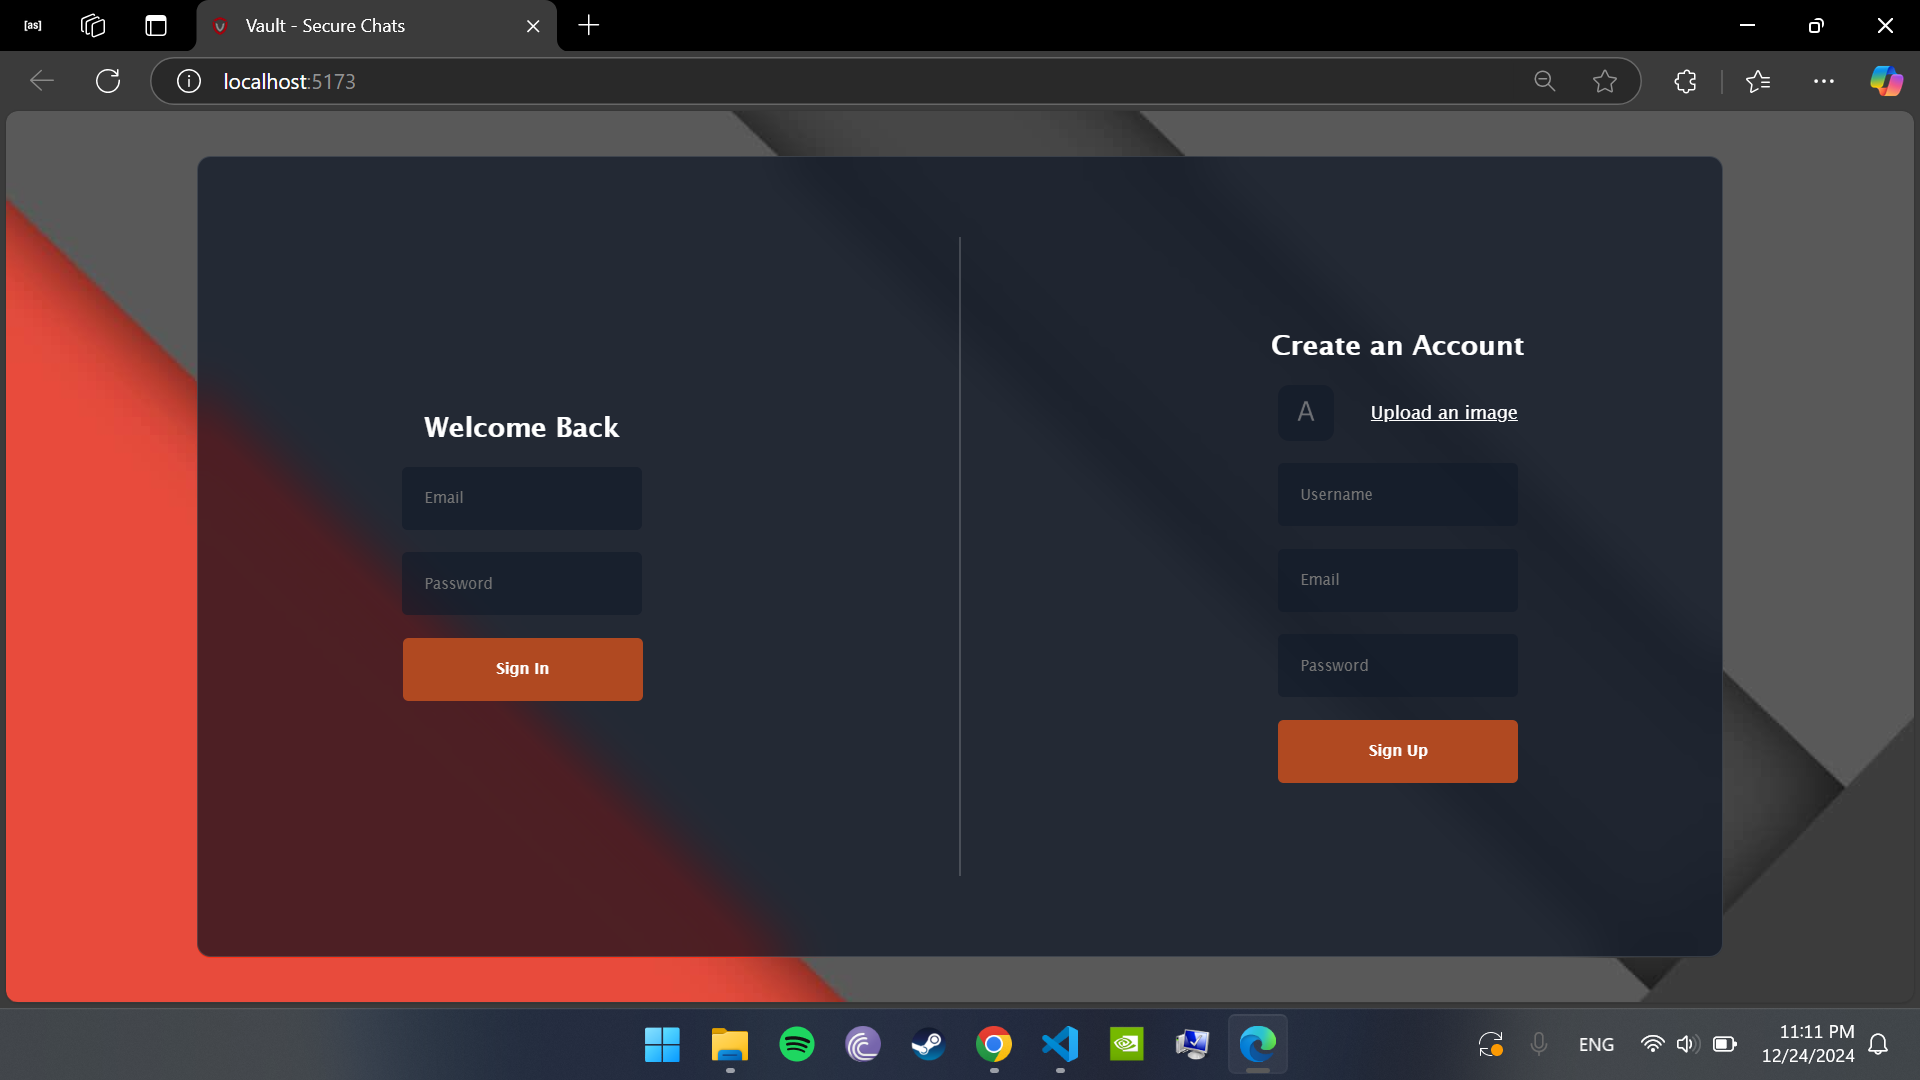 [as]
Vault - Secure Chats
localhost:5173
Welcome Back
Email
Password
Sign In
Create an Account
A
Upload an image
Username
Email
Password
Sign Up
ENG
11:11 PM
12/24/2024